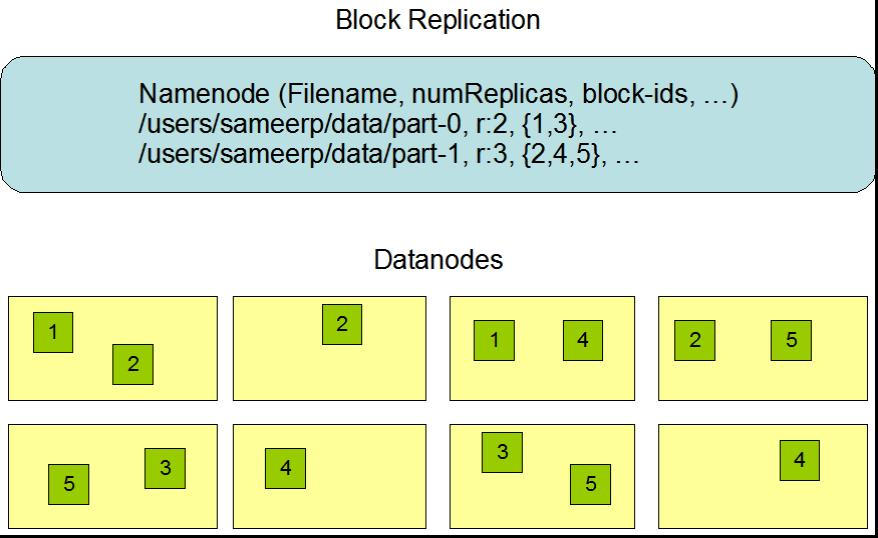 Block Replication
Namenode (Filename, numReplicas, block-ids, …)
/users/sameerp/data/part-0, r:2, {1,3}, …
/users/sameerp/data/part-1, r:3, {2,4,5}, …
Datanodes
1
2
2
1 4
2 5
5 3
4
3
5
4